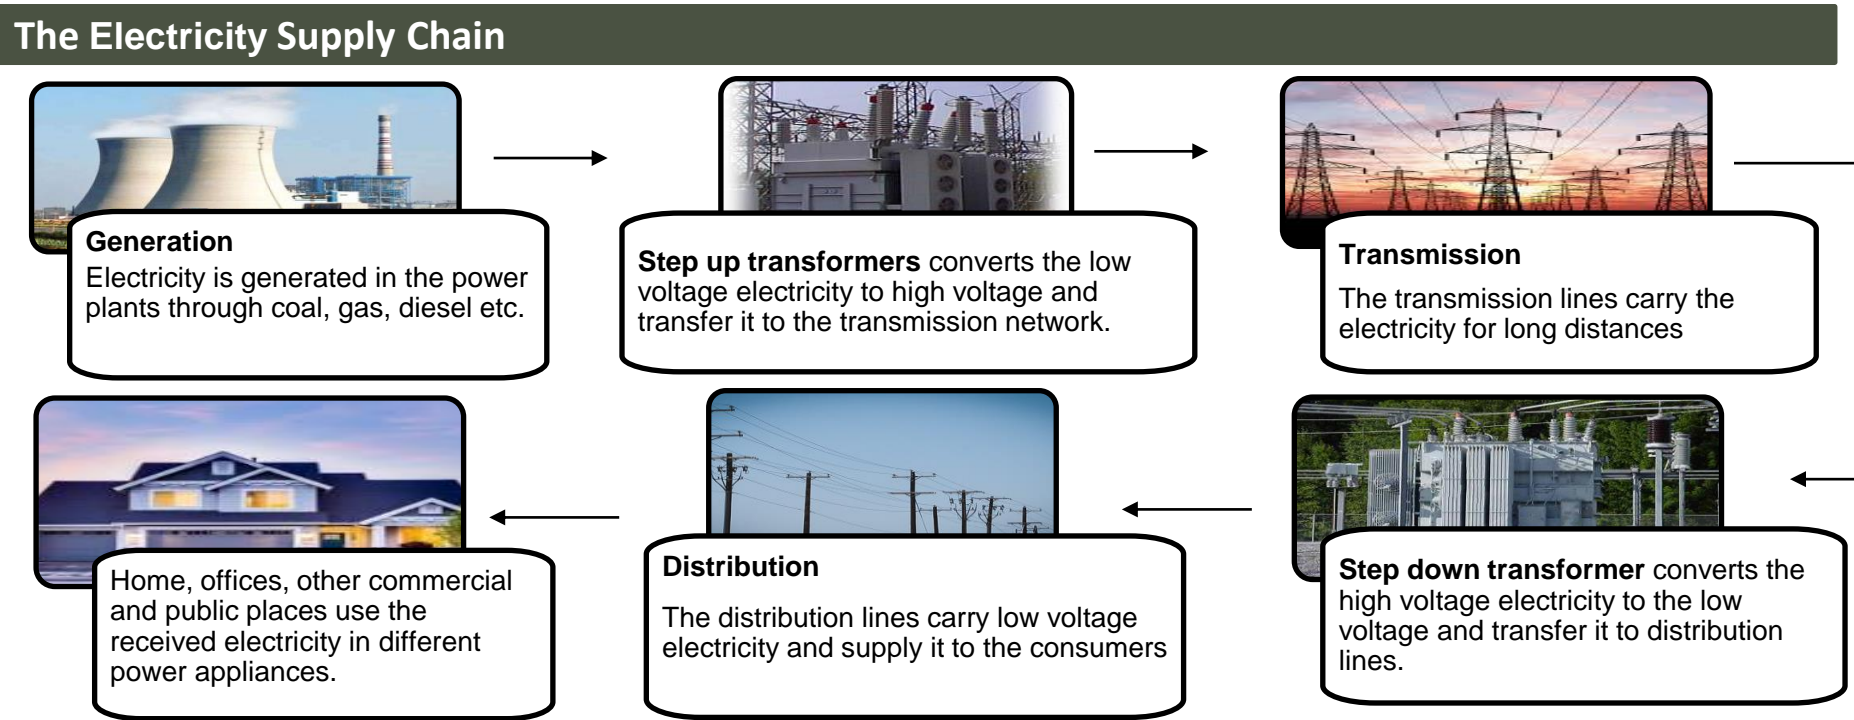 The Electricity Supply Chain
Generation
Electricity is generated in the power
plants through coal, gas, diesel etc.
Step up transformers converts the low
voltage electricity to high voltage and
transfer it to the transmission network.
Transmission
The transmission lines carry the
electricity for long distances
Step down transformer converts the
high voltage electricity to the low
voltage and transfer it to distribution
lines.
Distribution
The distribution lines carry low voltage
electricity and supply it to the consumers
Home, offices, other commercial
and public places use the
received electricity in different
power appliances.